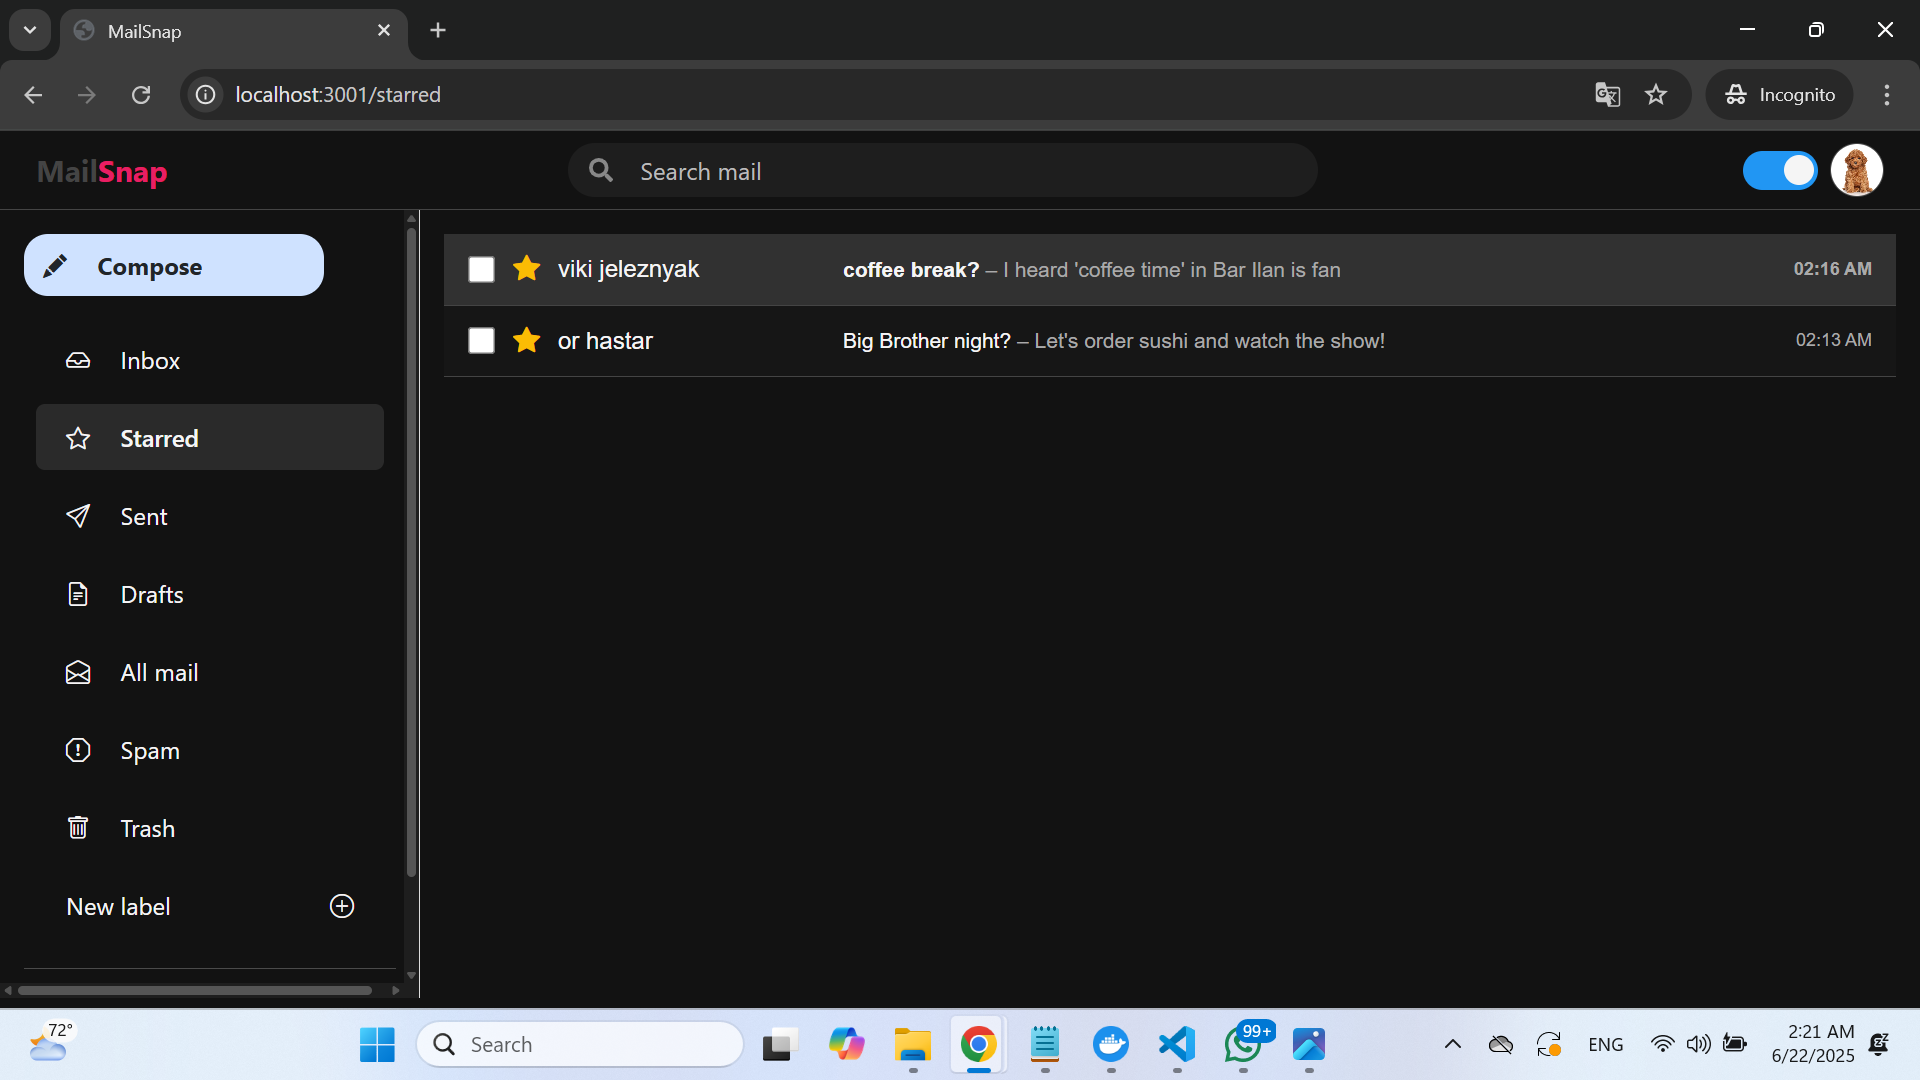 MailSnap
localhost:3001/starred
Incognito
MailSnap
Search mail
Compose
viki jeleznyak coffee break? – I heard 'coffee time' in Bar Ilan is fan 02:16 AM
or hastar Big Brother night? – Let's order sushi and watch the show! 02:13 AM
Inbox
Starred
Sent
Drafts
All mail
Spam
Trash
New label
72°
Search
99+
ENG
2:21 AM
6/22/2025